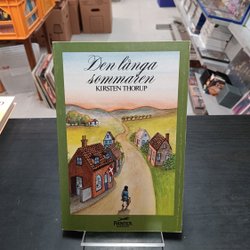 Den långa
sommaren
KIRSTEN THORUP